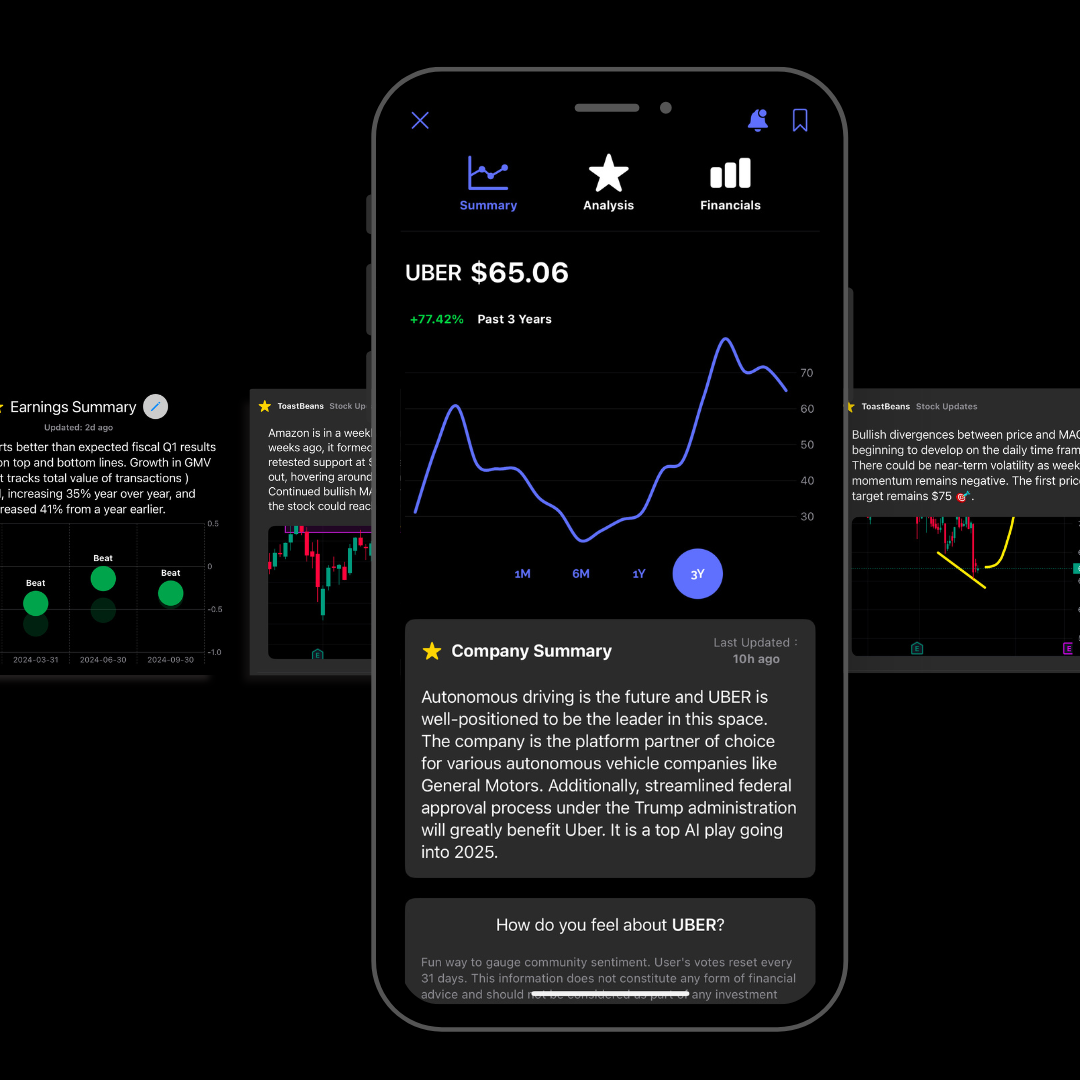 Summary
Analysis
Financials
UBER $65.06
+77.42% Past 3 Years
70
60
50
40
30
1M 6M 1Y 3Y
Company Summary
Last Updated :
10h ago
Autonomous driving is the future and UBER is
well-positioned to be the leader in this space.
The company is the platform partner of choice
for various autonomous vehicle companies like
General Motors. Additionally, streamlined federal
approval process under the Trump administration
will greatly benefit Uber. It is a top AI play going
into 2025.
How do you feel about UBER?
Fun way to gauge community sentiment. User's votes reset every
31 days. This information does not constitute any form of financial
advice and should not be considered as part of any investment
Earnings Summary
Updated: 2d ago
better than expected fiscal Q1 results
on top and bottom lines. Growth in GMV
tracks total value of transactions )
, increasing 35% year over year, and
41% from a year earlier.
0.5
0
-0.5
-1.0
Beat
Beat
Beat
2024-03-31 2024-06-30 2024-09-30
ToastBeans Stock Up
Amazon is in a
weeks ago, it formed
retested support at
out, hovering around
Continued bullish
the stock could
E
ToastBeans Stock Updates
Bullish divergences between price and
beginning to develop on the daily time
There could be near-term volatility as
momentum remains negative. The first
target remains $75 🎯.
E
E